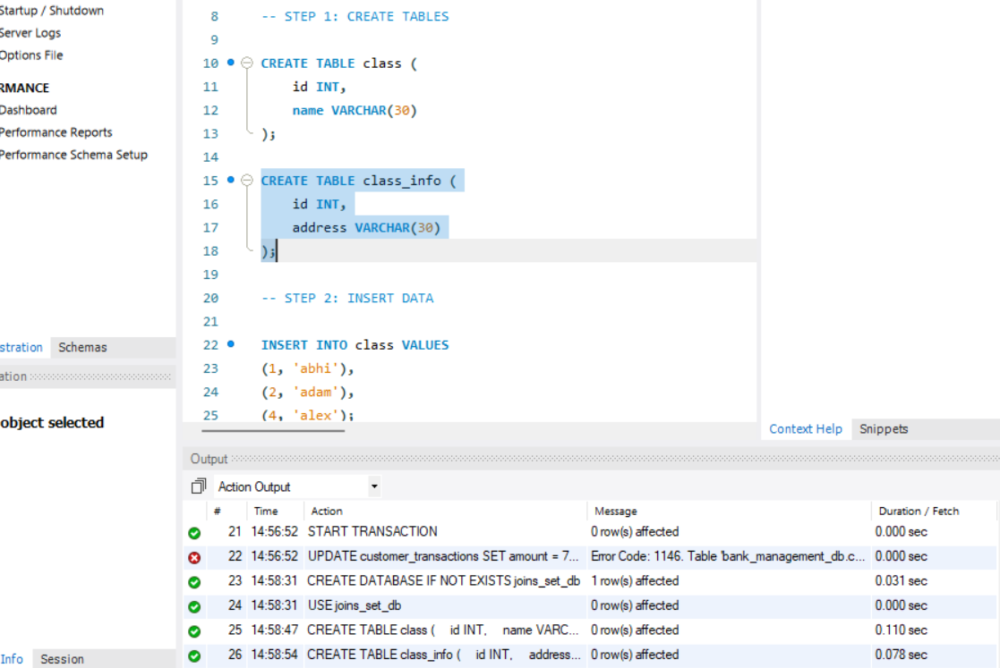 Startup / Shutdown
Server Logs
Options File
RMANCE
Dashboard
Performance Reports
Performance Schema Setup
stration Schemas
ation
object selected
Info Session
8 -- STEP 1: CREATE TABLES
9
10 CREATE TABLE class (
11 id INT,
12 name VARCHAR(30)
13 );
14
15 CREATE TABLE class_info (
16 id INT,
17 address VARCHAR(30)
18 );
19
20 -- STEP 2: INSERT DATA
21
22 INSERT INTO class VALUES
23 (1, 'abhi'),
24 (2, 'adam'),
25 (4, 'alex');
Context Help Snippets
Output
Action Output
# Time Action Message Duration / Fetch
21 14:56:52 START TRANSACTION 0 row(s) affected 0.000 sec
22 14:56:52 UPDATE customer_transactions SET amount = 7... Error Code: 1146. Table 'bank_management_db.c... 0.000 sec
23 14:58:31 CREATE DATABASE IF NOT EXISTS joins_set_db 1 row(s) affected 0.031 sec
24 14:58:31 USE joins_set_db 0 row(s) affected 0.000 sec
25 14:58:47 CREATE TABLE class ( id INT, name VARC... 0 row(s) affected 0.110 sec
26 14:58:54 CREATE TABLE class_info ( id INT, address... 0 row(s) affected 0.078 sec